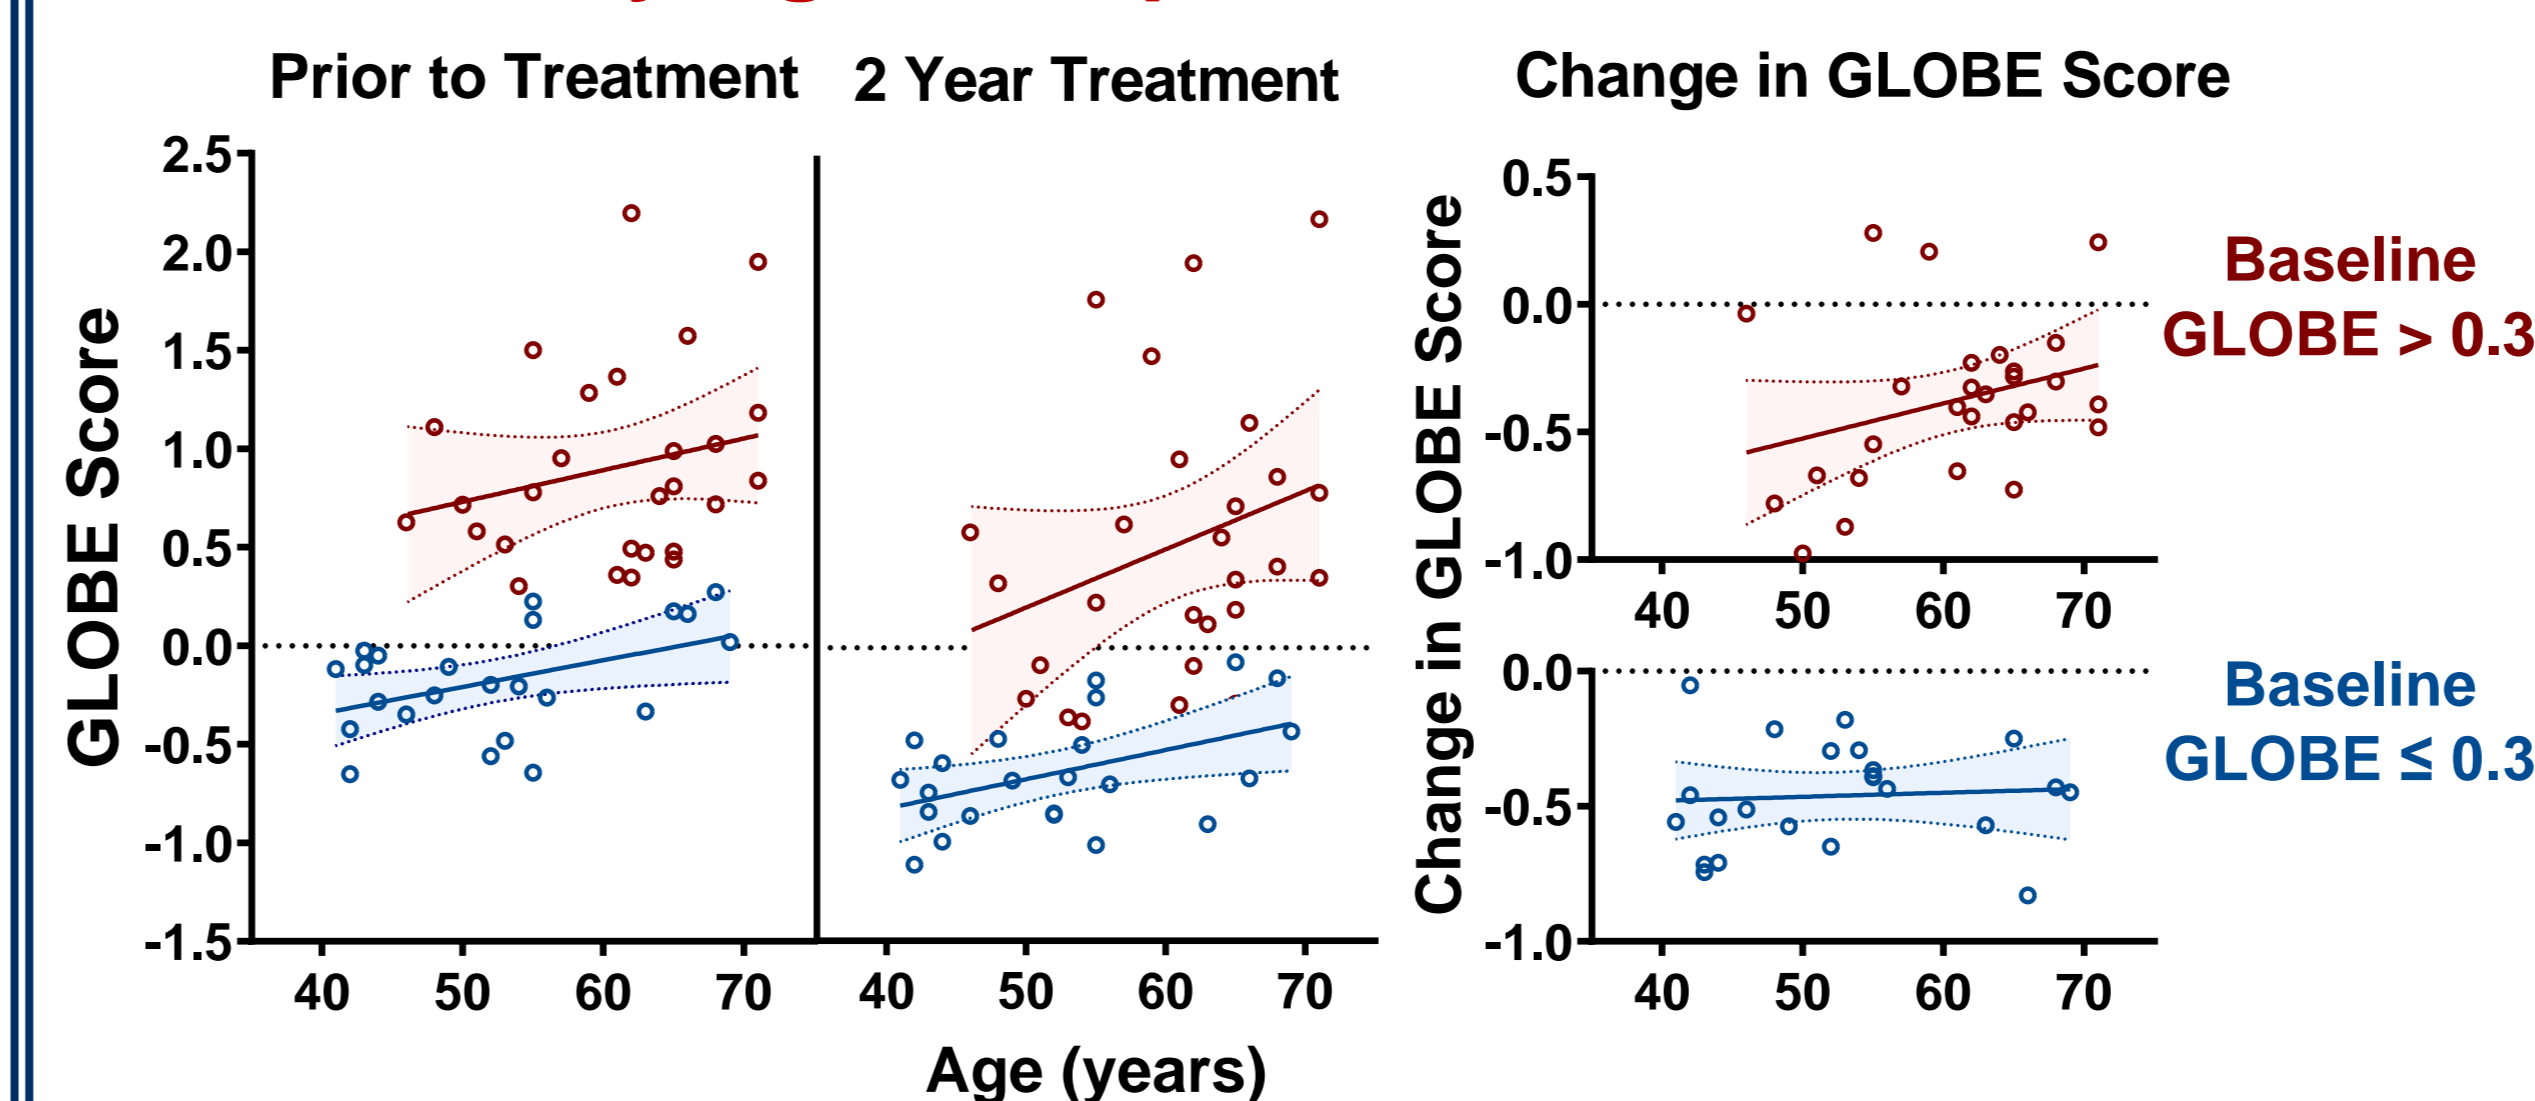 Prior to Treatment
2 Year Treatment
Change in GLOBE Score
GLOBE Score
2.5
2.0
1.5
1.0
0.5
0.0
-0.5
-1.0
-1.5
40 50 60 70
40 50 60 70
Age (years)
Change in GLOBE Score
0.5
0.0
-0.5
-1.0
40 50 60 70
Baseline
GLOBE > 0.3
0.0
-0.5
-1.0
40 50 60 70
Baseline
GLOBE ≤ 0.3